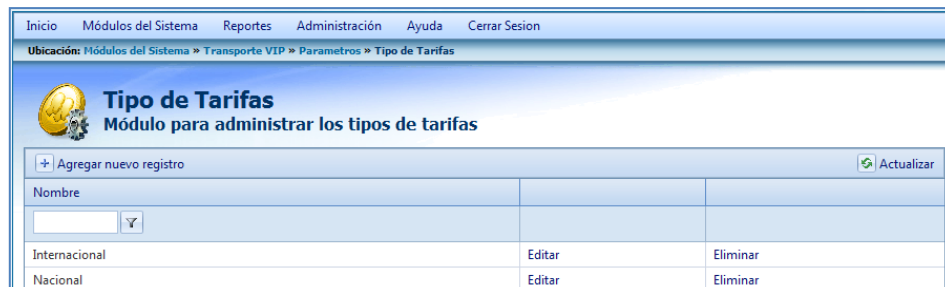 Inicio Módulos del Sistema Reportes Administración Ayuda Cerrar Sesion
Ubicación: Módulos del Sistema » Transporte VIP » Parametros » Tipo de Tarifas
Tipo de Tarifas
Módulo para administrar los tipos de tarifas
Agregar nuevo registro Actualizar
Nombre
Internacional Editar Eliminar
Nacional Editar Eliminar